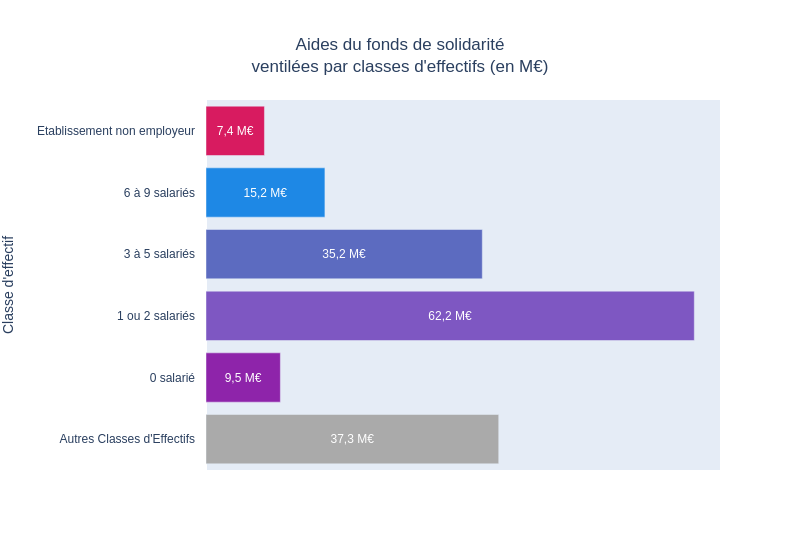 Aides du fonds de solidarité
ventilées par classes d'effectifs (en M€)
Classe d'effectif
Etablissement non employeur
7,4 M€
6 à 9 salariés
15,2 M€
3 à 5 salariés
35,2 M€
1 ou 2 salariés
62,2 M€
0 salarié
9,5 M€
Autres Classes d'Effectifs
37,3 M€